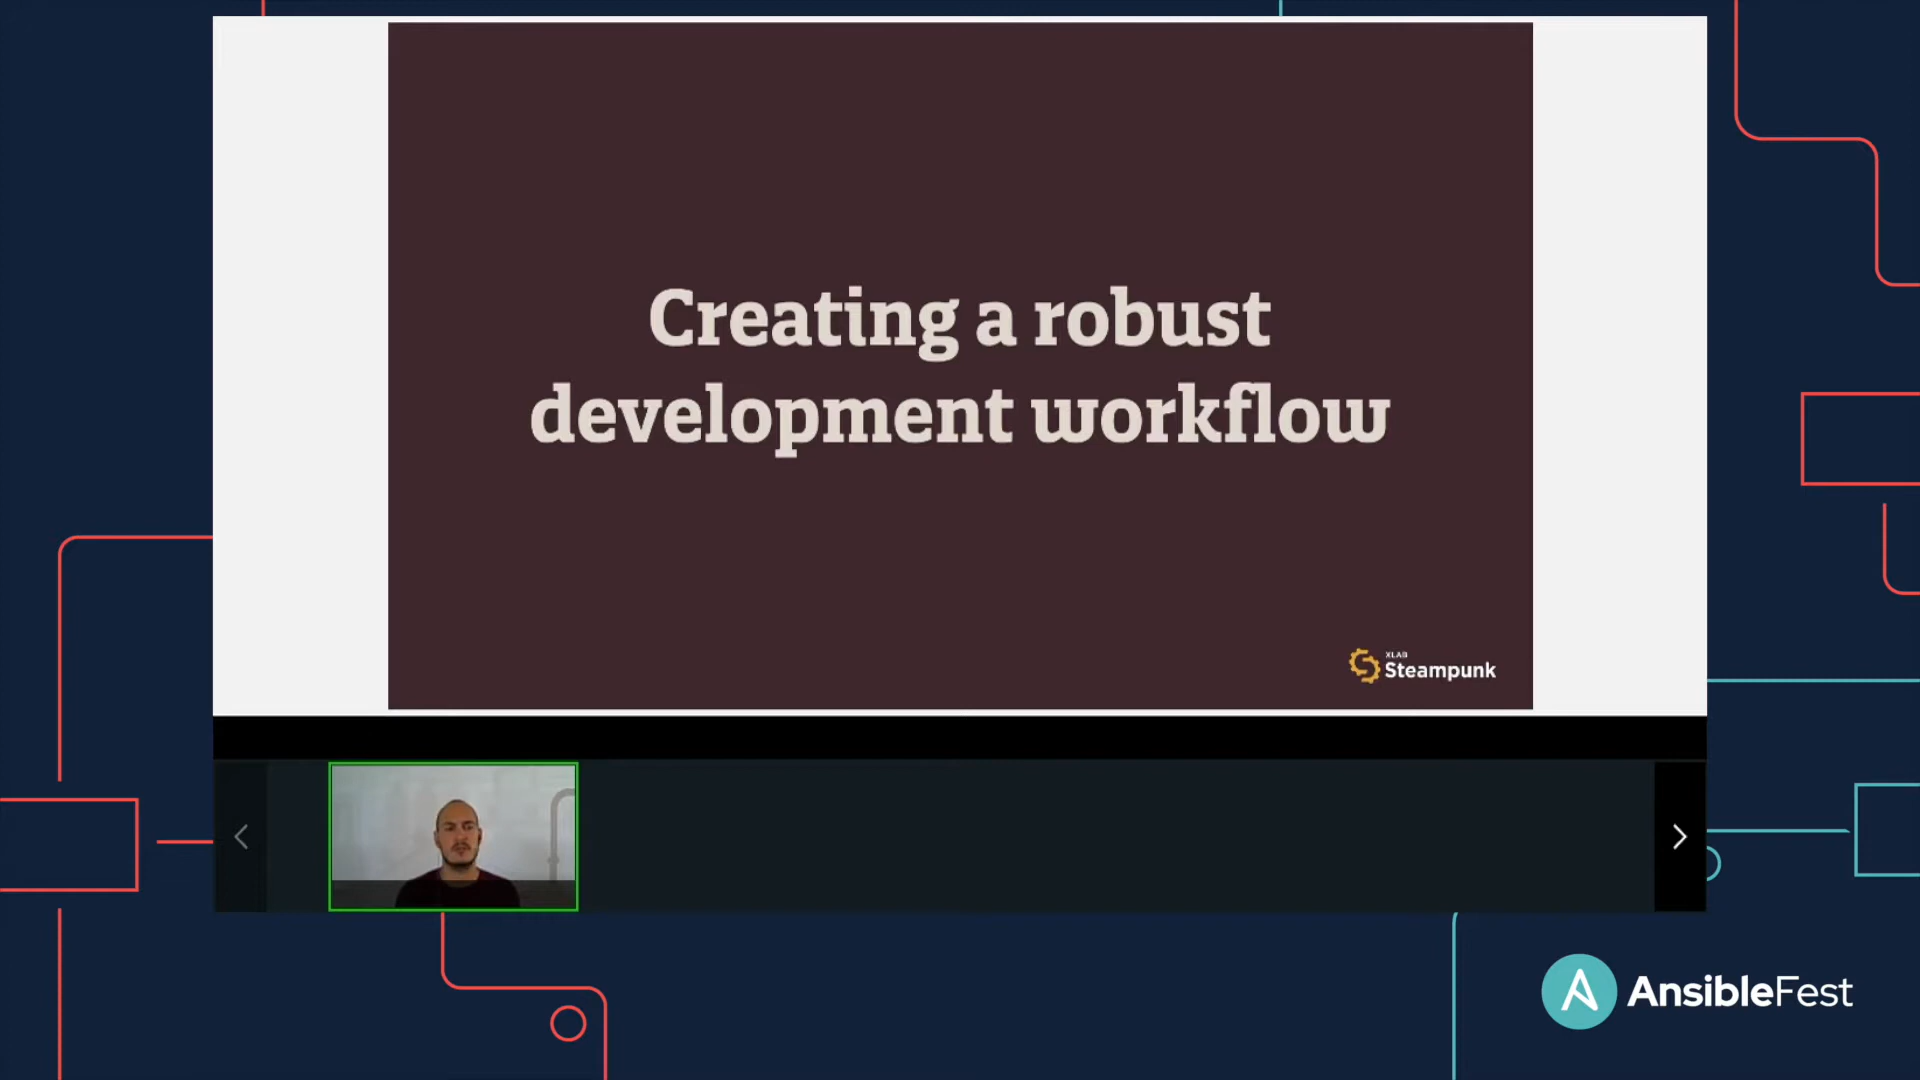 Creating a robust
development workflow
XLAB
Steampunk
AnsibleFest